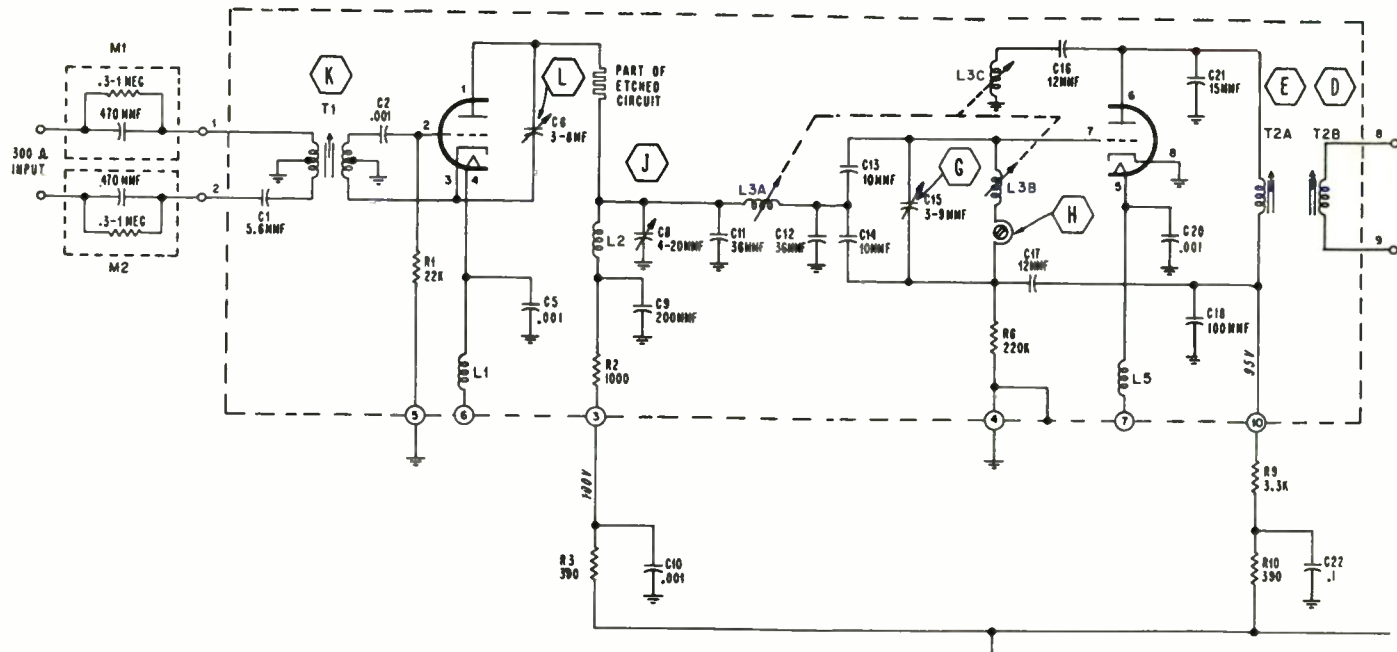 M1
.3-1 MEG
470 MMF
1
300 Ω
INPUT
470 MMF
2
.3-1 MEG
M2
C1
5.6MMF
K
T1
C2
.001
1
2
3
4
L
C6
3-8MF
R1
22K
C5
.001
L1
5
6
PART OF
ETCHED
CIRCUIT
J
L2
C8
4-20MMF
C9
200MMF
R2
1000
3
C11
36MMF
L3A
C12
36MMF
C13
10MMF
C14
10MMF
G
C15
3-9MMF
L3B
H
L3C
C16
12MMF
C17
12MMF
R6
220K
4
6
7
8
5
C20
.001
L5
7
C21
15MMF
C18
100MMF
E
D
T2A
T2B
8
9
95V
10
100V
R3
390
C10
.001
R9
3.3K
R10
390
C22
.1